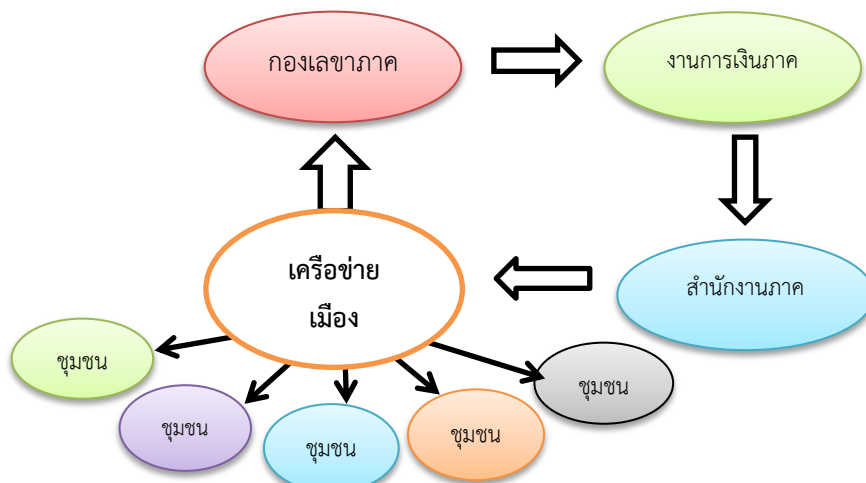 กองเลขาภาค
งานการเงินภาค
เครือข่าย
เมือง
สำนักงานภาค
ชุมชน
ชุมชน
ชุมชน
ชุมชน
ชุมชน